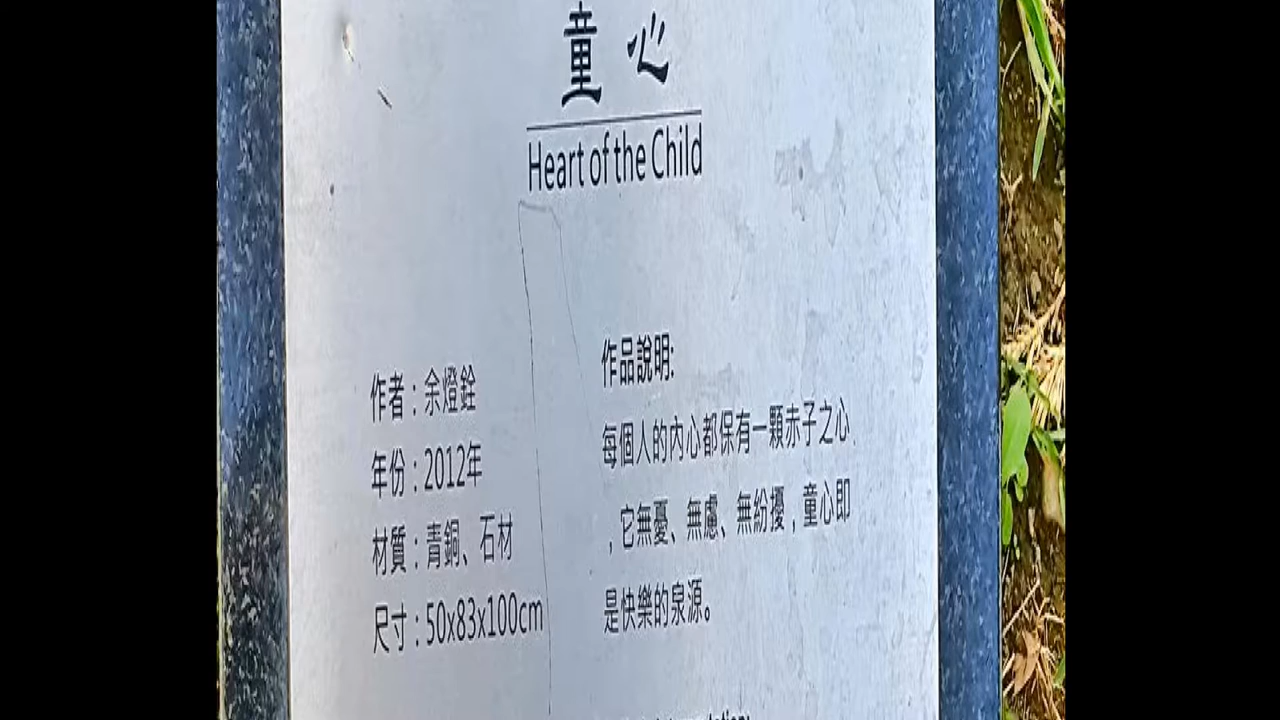 童心
Heart of the Child
作者：余燈銓
年份：2012年
材質：青銅、石材
尺寸：50x83x100cm
作品說明:
每個人的內心都保有一顆赤子之心
，它無憂、無慮、無紛擾，童心即
是快樂的泉源。